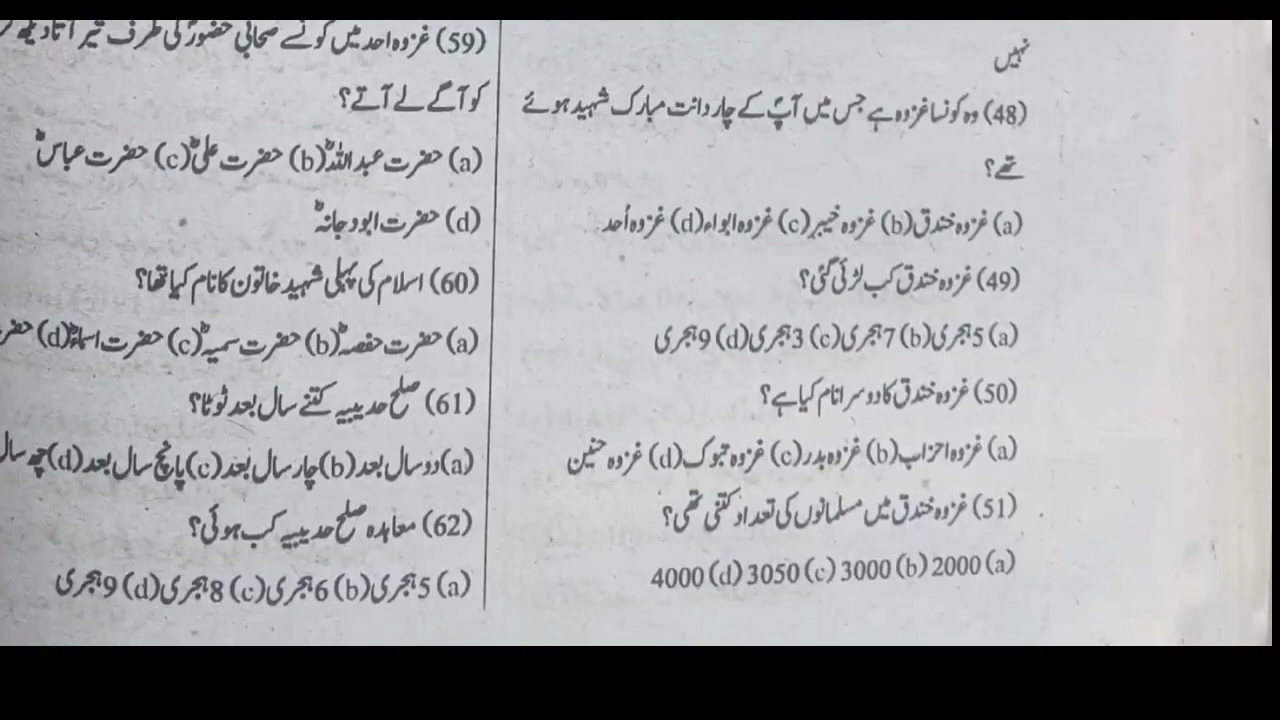 نہیں
(48) وہ کونسا غزوہ ہے جس میں آپؐ کے چار دانت مبارک شہید ہوئے
تھے؟
(a) غزوہ خندق (b) غزوہ خیبر (c) غزوہ ابواء (d) غزوہ اُحد
(49) غزوہ خندق کب لڑئی گئی؟
(a) 5 ہجری (b) 7 ہجری (c) 3 ہجری (d) 9 ہجری
(50) غزوہ خندق کا دوسرا نام کیا ہے؟
(a) غزوہ احزاب (b) غزوہ بدر (c) غزوہ تبوک (d) غزوہ حنین
(51) غزوہ خندق میں مسلمانوں کی تعداد کتنی تھی؟
(a) 2000 (b) 3000 (c) 3050 (d) 4000
(59) غزوہ احد میں کونسے صحابی حضورؐ کی طرف تیر آتا دیکھ
کو آگے لے آتے؟
(a) حضرت عبداللہؓ (b) حضرت علیؓ (c) حضرت عباسؓ
(d) حضرت ابودجانہؓ
(60) اسلام کی پہلی شہید خاتون کا نام کیا تھا؟
(a) حضرت حفصہؓ (b) حضرت سمیہؓ (c) حضرت اسماءؓ (d)
(61) صلح حدیبیہ کتنے سال بعد ٹوٹا؟
(a) دو سال بعد (b) چار سال بعد (c) پانچ سال بعد (d) چھ سال
(62) معاہدہ صلح حدیبیہ کب ہوئی؟
(a) 5 ہجری (b) 6 ہجری (c) 8 ہجری (d) 9 ہجری